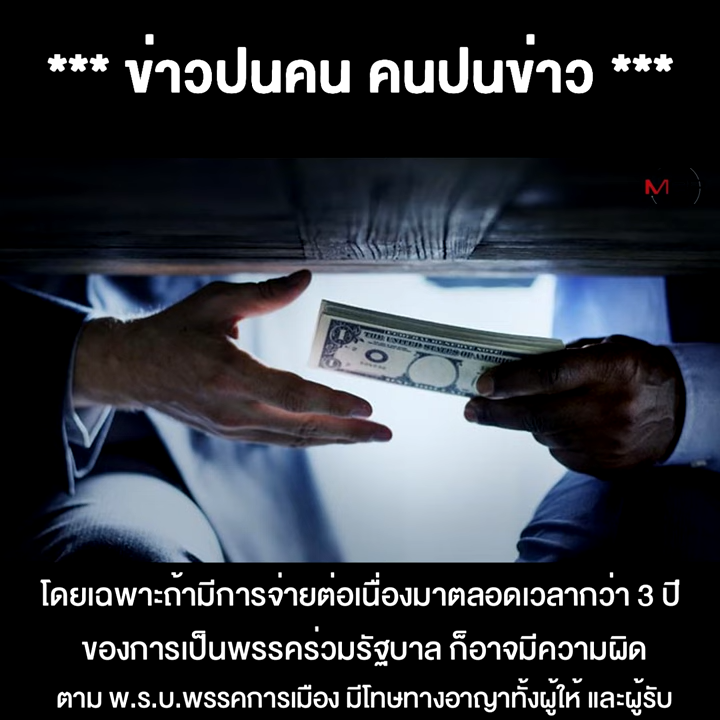 *** ข่าวปนคน คนปนข่าว ***
M
THE UNITED STATES OF AMERICA
โดยเฉพาะถ้ามีการจ่ายต่อเนื่องมาตลอดเวลากว่า 3 ปี
ของการเป็นพรรคร่วมรัฐบาล ก็อาจมีความผิด
ตาม พ.ร.บ.พรรคการเมือง มีโทษทางอาญาทั้งผู้ให้ และผู้รับ